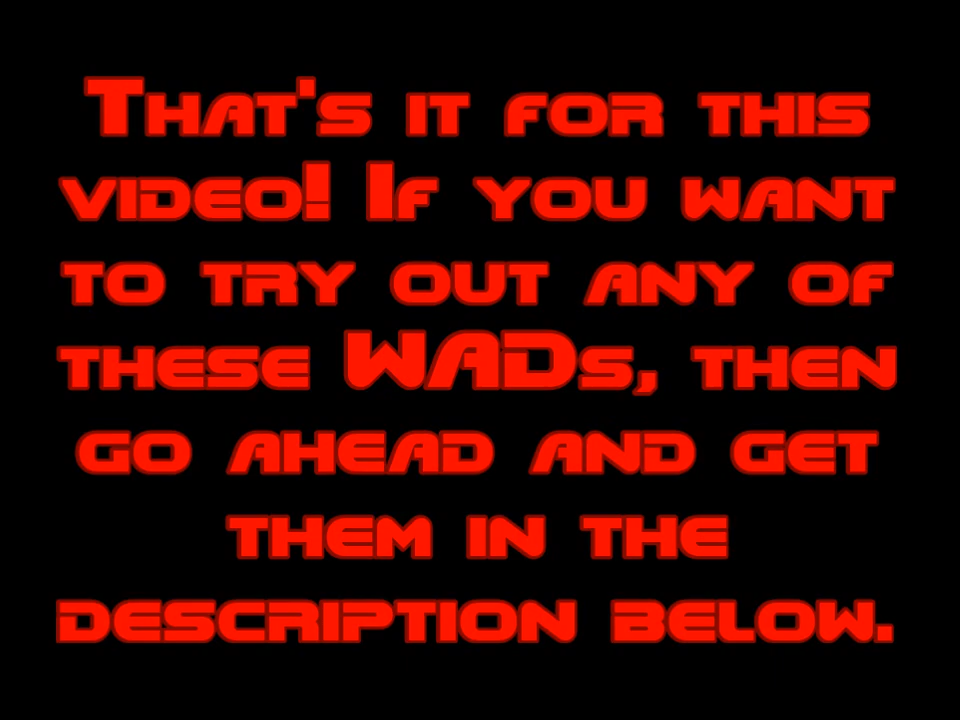 That's it for this
video! If you want
to try out any of
these WADs, then
go ahead and get
them in the
description below.